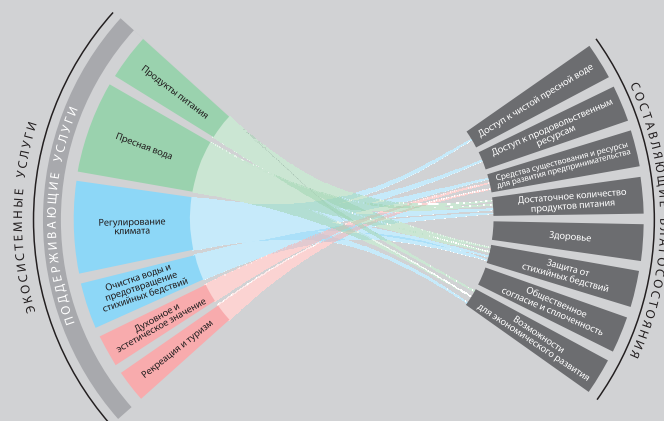 ЭКОСИСТЕМНЫЕ УСЛУГИ
ПОДДЕРЖИВАЮЩИЕ УСЛУГИ
Продукты питания
Пресная вода
Регулирование
климата
Очистка воды и
предотвращение
стихийных бедствий
Духовное и
эстетическое значение
Рекреация и туризм
Доступ к чистой пресной воде
Доступ к продовольственным
ресурсам
Средства существования и ресурсы
для развития предпринимательства
Достаточное количество
продуктов питания
Здоровье
Защита от
стихийных бедствий
Общественное
согласие и сплоченность
Возможности
для экономического развития
СОСТАВЛЯЮЩИЕ БЛАГОСОСТОЯНИЯ